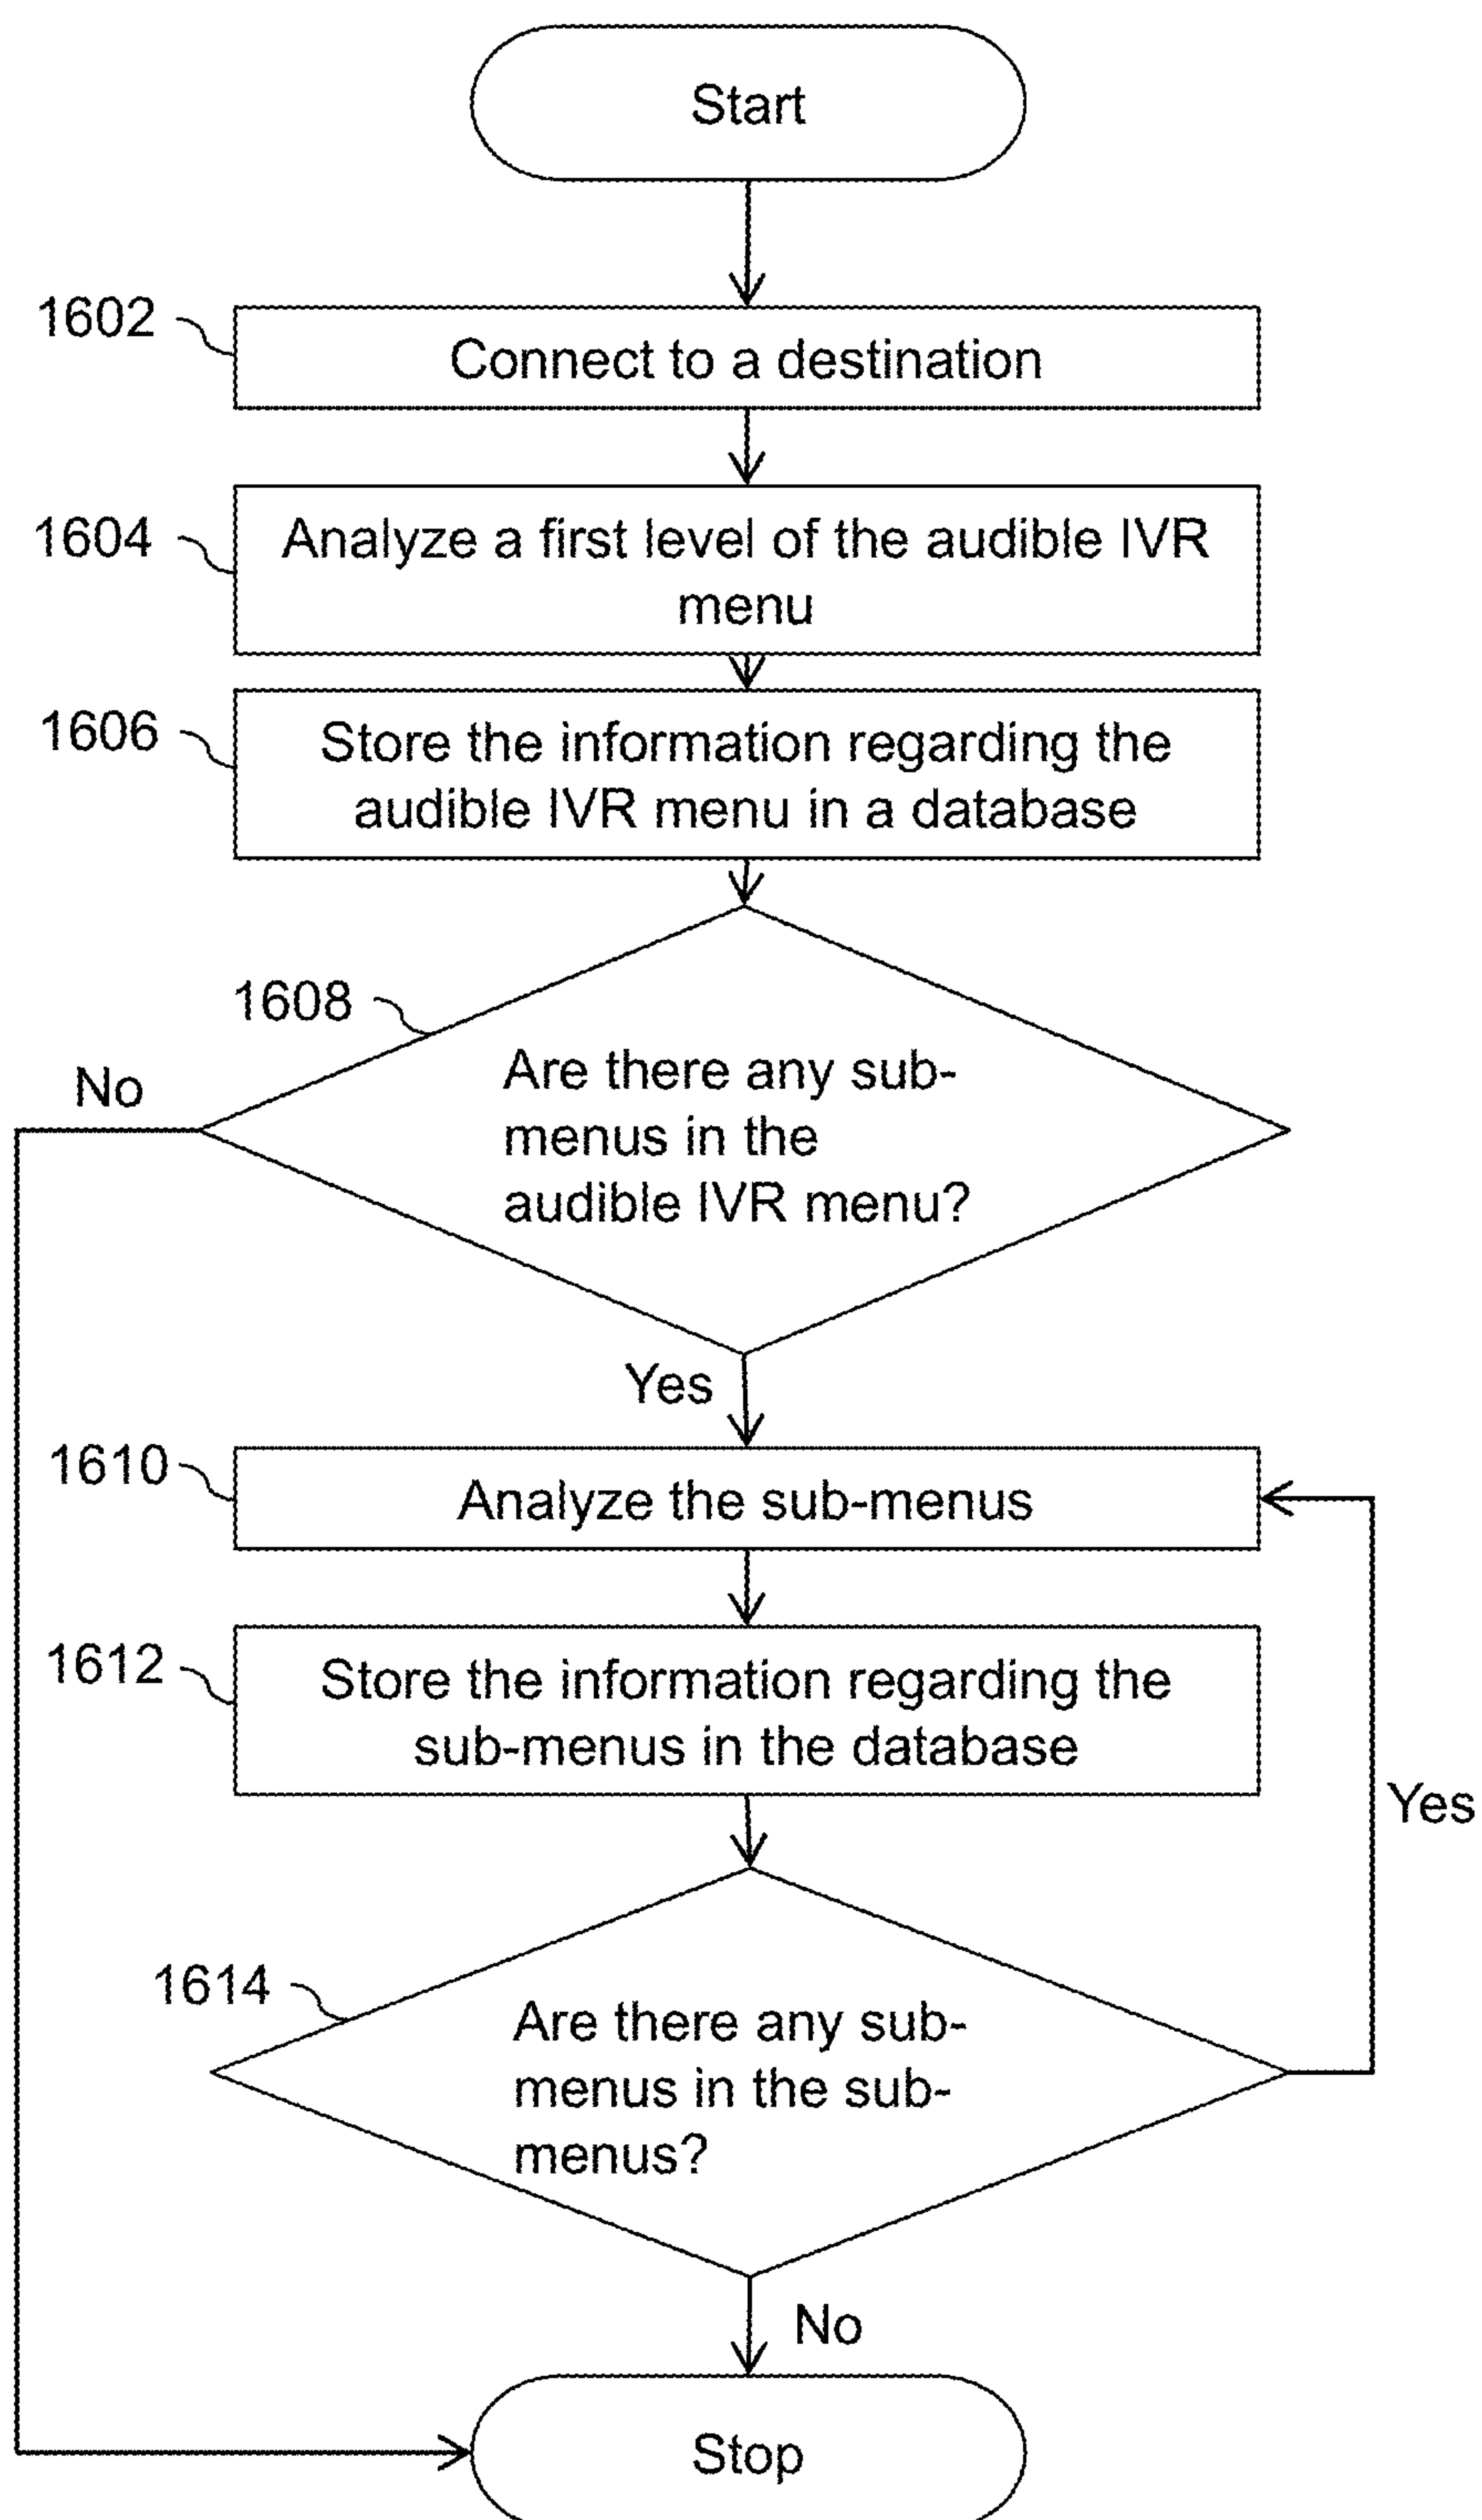 Start
1602
Connect to a destination
1604
Analyze a first level of the audible IVR
menu
1606
Store the information regarding the
audible IVR menu in a database
1608
No
Are there any sub-
menus in the
audible IVR menu?
Yes
1610
Analyze the sub-menus
1612
Store the information regarding the
sub-menus in the database
Yes
1614
Are there any sub-
menus in the sub-
menus?
No
Stop